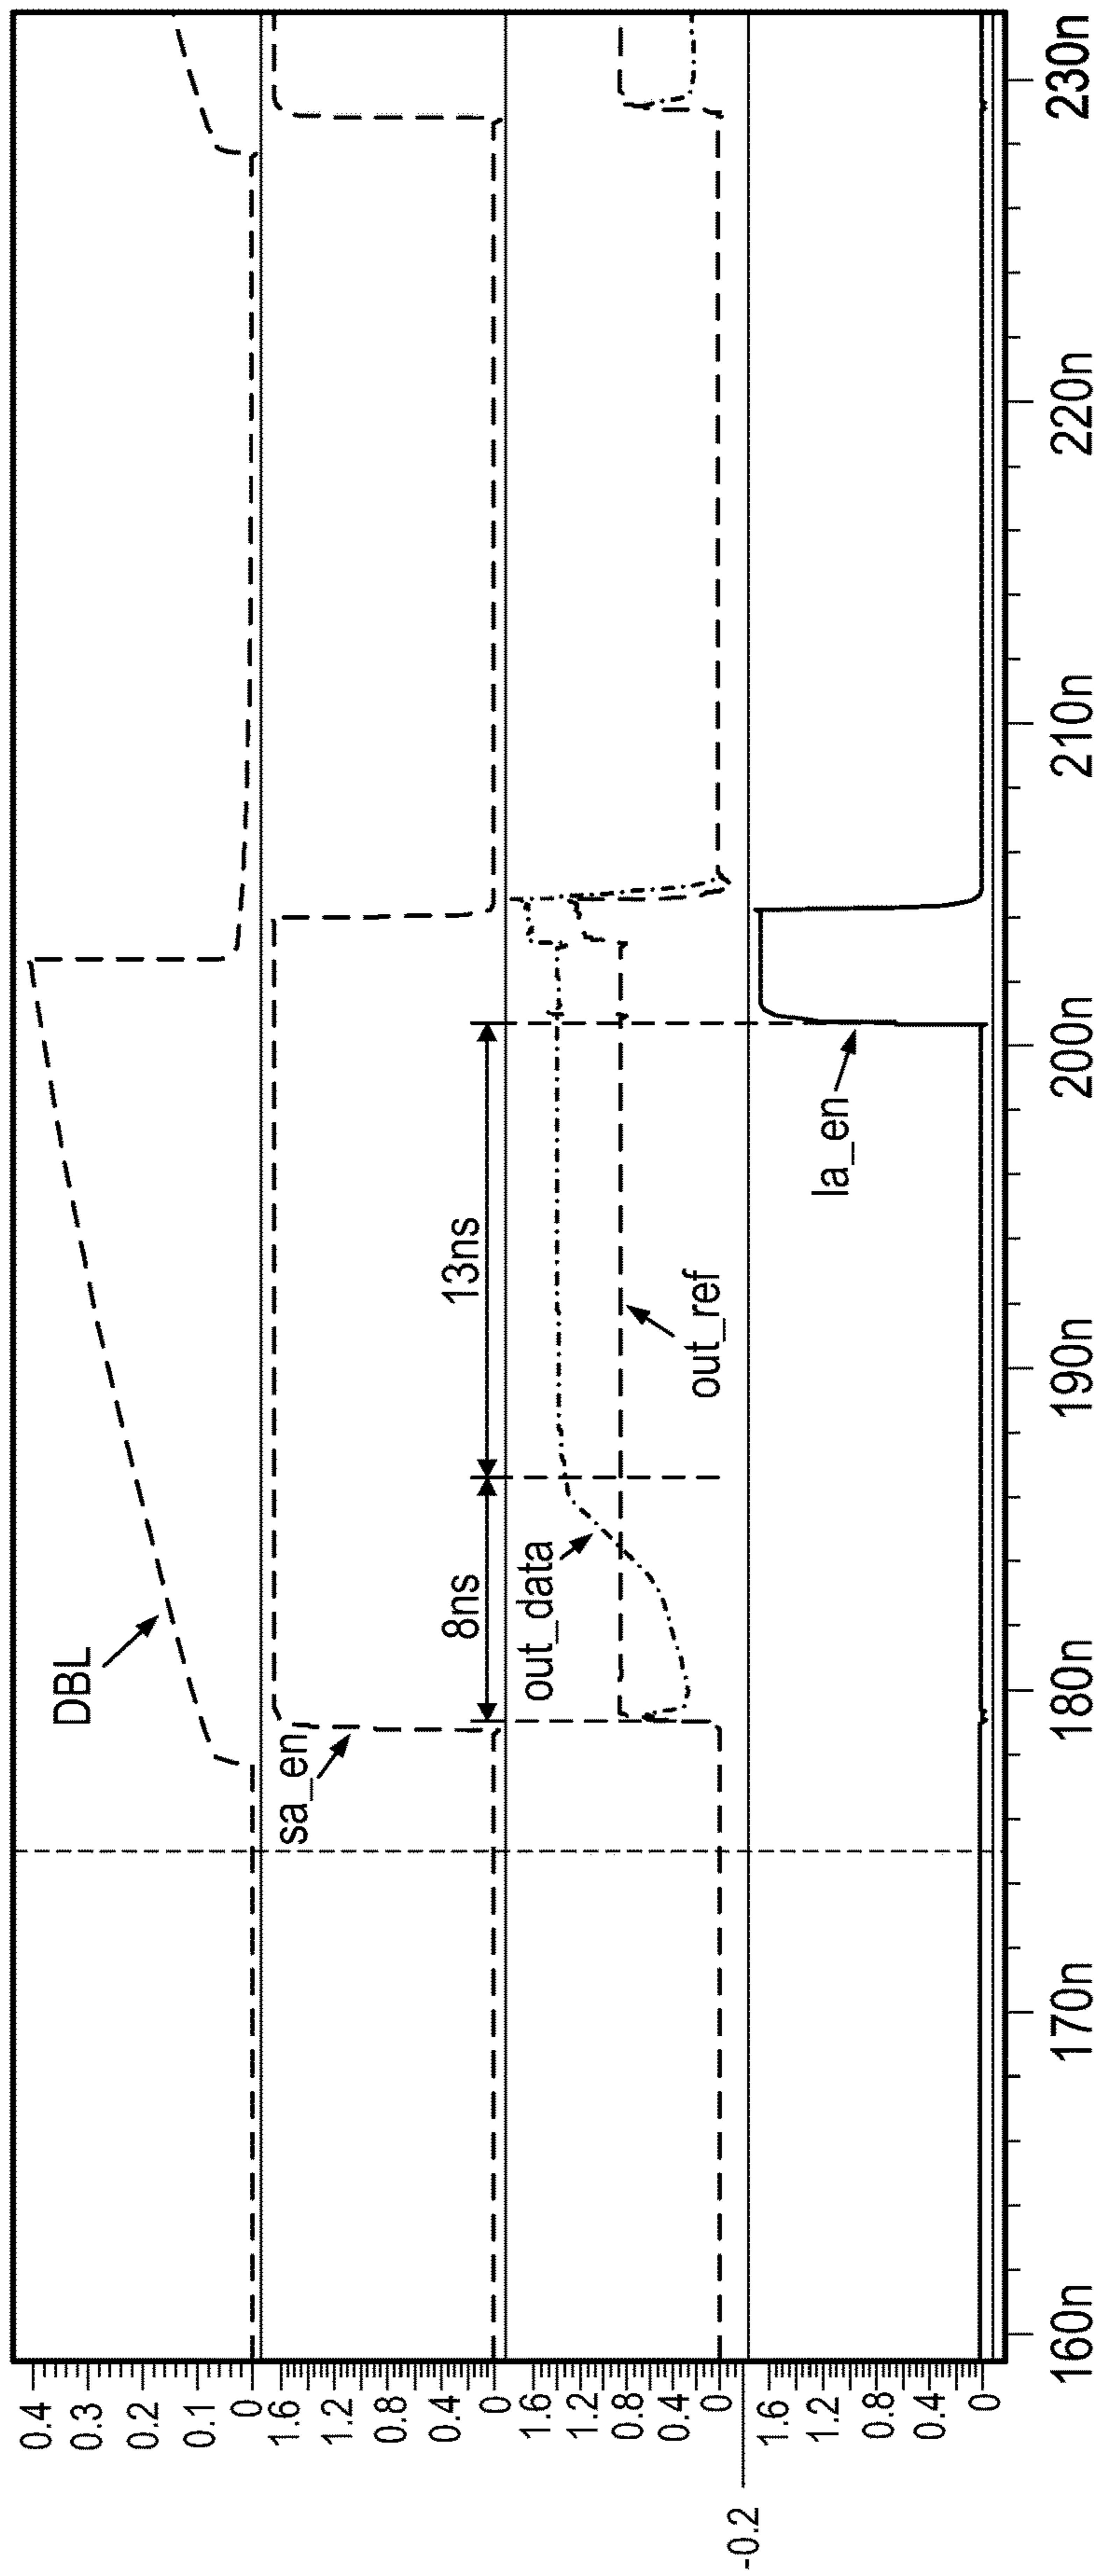 0.4
0.3
0.2
0.1
0
DBL
1.6
1.2
0.8
0.4
0
sa_en
8ns
13ns
1.6
1.2
0.8
0.4
0
-0.2
out_data
out_ref
1.6
1.2
0.8
0.4
0
la_en
160n
170n
180n
190n
200n
210n
220n
230n